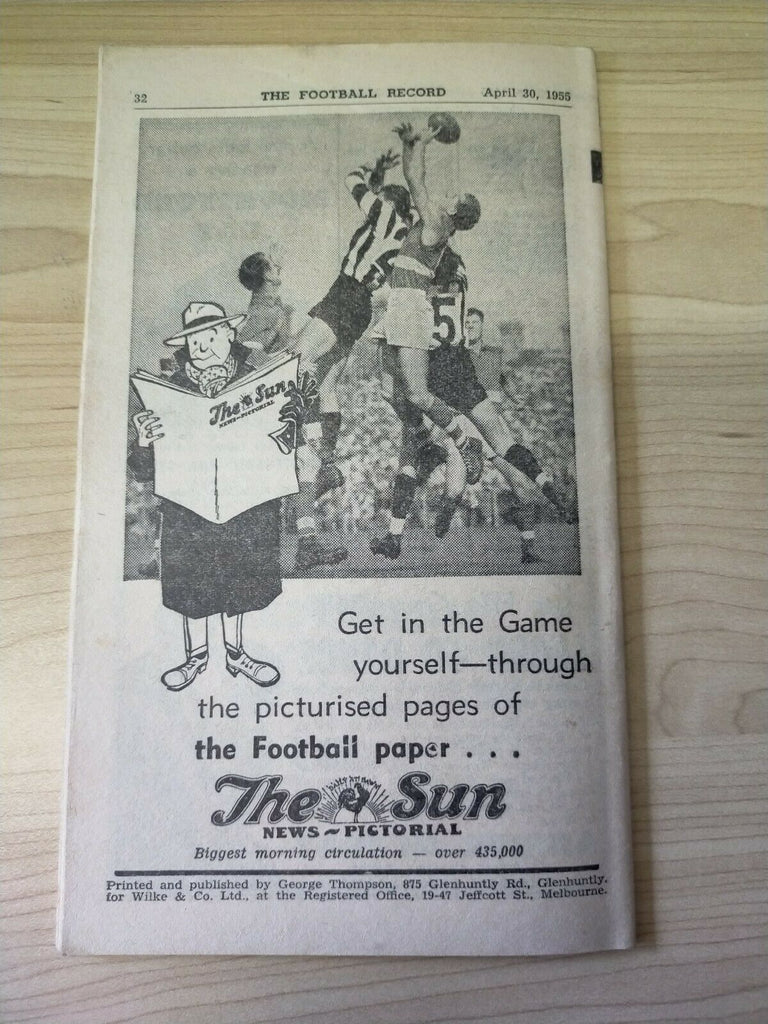 32 THE FOOTBALL RECORD April 30, 1955
5
The Sun
NEWS-PICTORIAL
Get in the Game
yourself—through
the picturised pages of
the Football paper . . .
The Sun
NEWS ~ PICTORIAL
Biggest morning circulation — over 435,000
Printed and published by George Thompson, 875 Glenhuntly Rd., Glenhuntly.
for Wilke & Co. Ltd., at the Registered Office, 19-47 Jeffcott St., Melbourne.